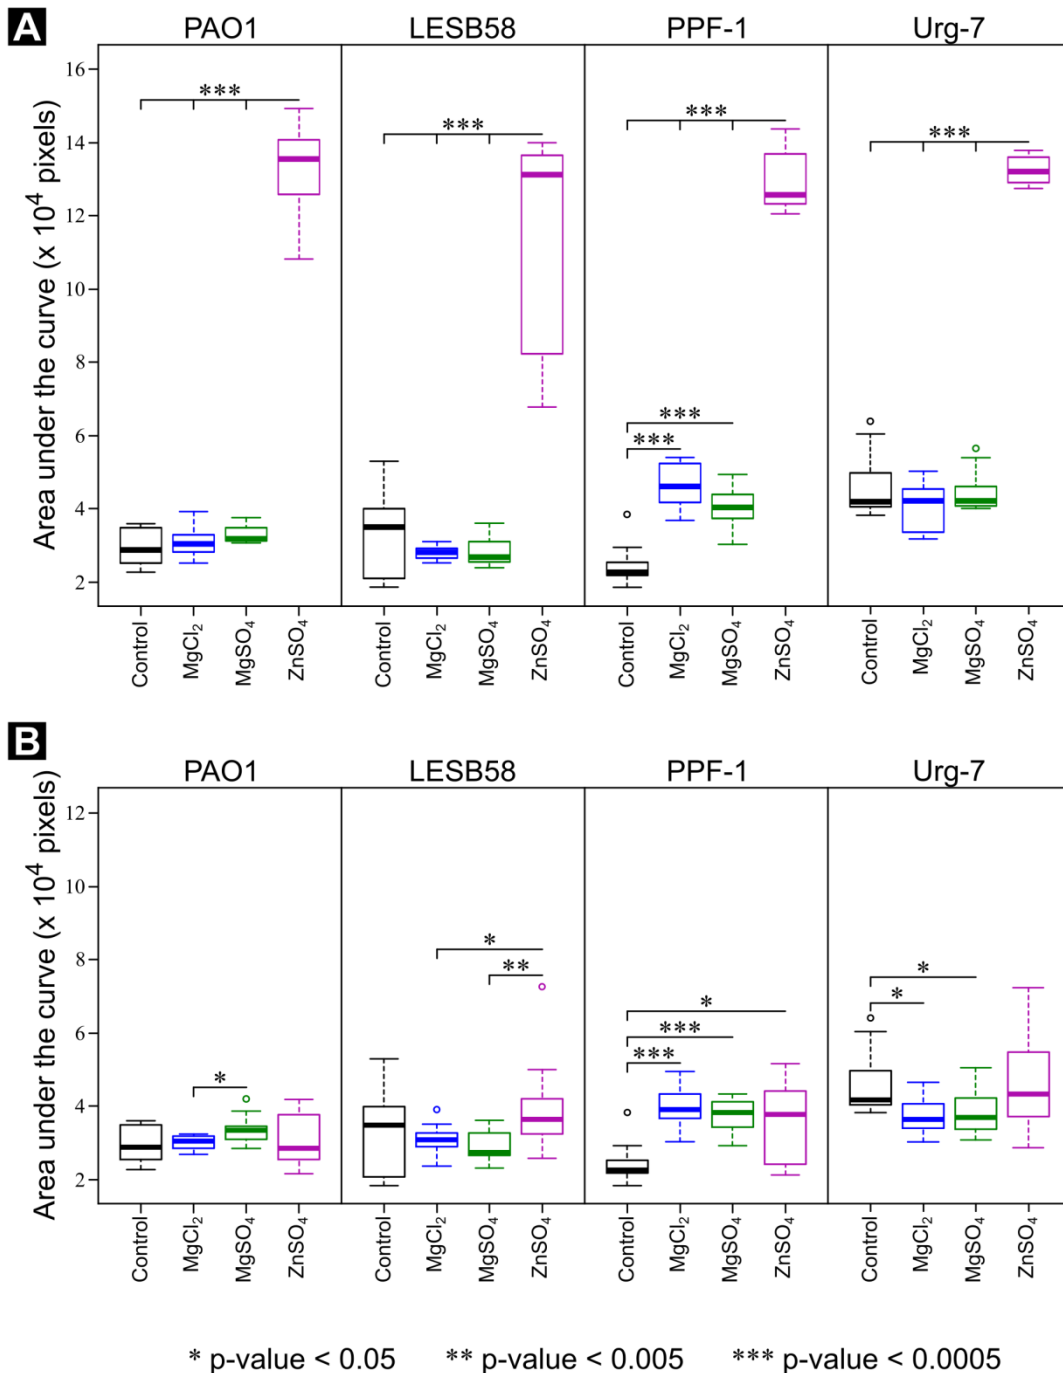 A
PAO1 LESB58 PPF-1 Urg-7
Area under the curve (x 10⁴ pixels)
16
14
12
10
8
6
4
2
*** *** *** ***
***
***
Control MgCl₂ MgSO₄ ZnSO₄ Control MgCl₂ MgSO₄ ZnSO₄ Control MgCl₂ MgSO₄ ZnSO₄ Control MgCl₂ MgSO₄ ZnSO₄
B
PAO1 LESB58 PPF-1 Urg-7
Area under the curve (x 10⁴ pixels)
12
10
8
6
4
2
*
*
**
*
***
***
*
*
Control MgCl₂ MgSO₄ ZnSO₄ Control MgCl₂ MgSO₄ ZnSO₄ Control MgCl₂ MgSO₄ ZnSO₄ Control MgCl₂ MgSO₄ ZnSO₄
* p-value < 0.05 ** p-value < 0.005 *** p-value < 0.0005